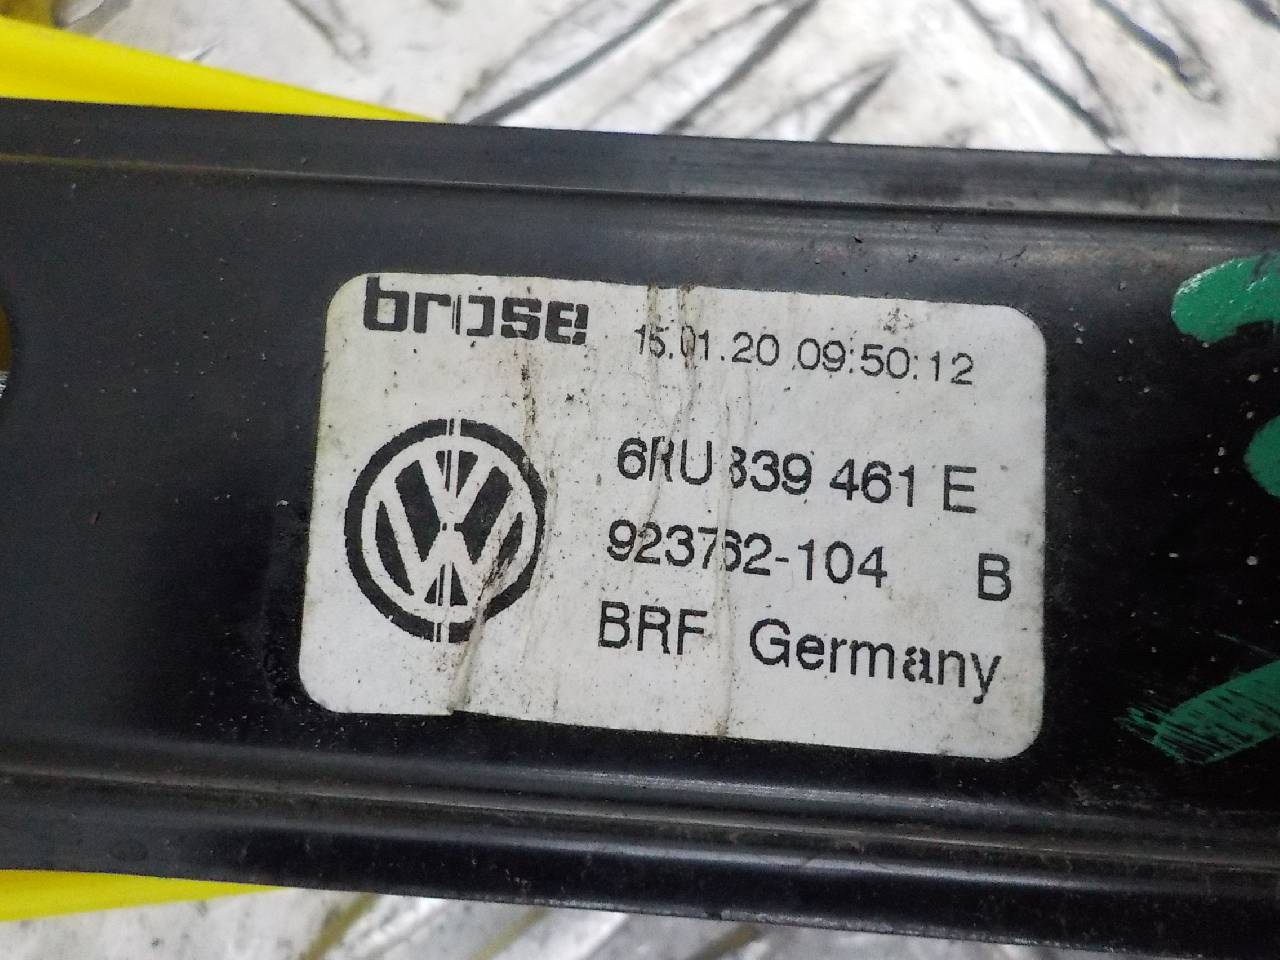 brose 15.01.20 09:50:12
6RU 839 461 E
923762-104 B
BRF Germany